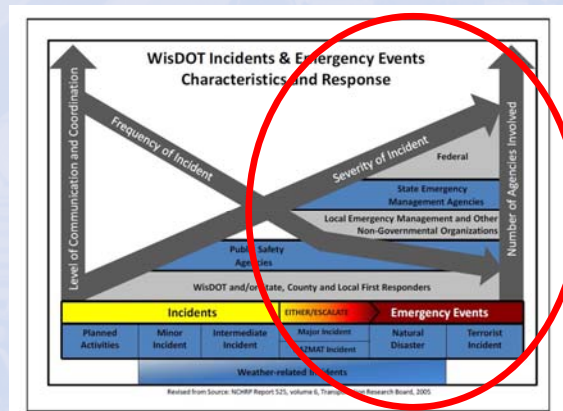 WisDOT Incidents & Emergency Events
Characteristics and Response
Level of Communication and Coordination
Frequency of Incident
Severity of Incident
Number of Agencies Involved
Federal
State Emergency
Management Agencies
Local Emergency Management and Other
Non-Governmental Organizations
Public Safety
Agencies
WisDOT and/or State, County and Local First Responders
Incidents
EITHER/ESCALATE
Emergency Events
Planned
Activities
Minor
Incident
Intermediate
Incident
Major Incident
HAZMAT Incident
Natural
Disaster
Terrorist
Incident
Weather-related Incidents
Revised from Source: NCHRP Report 525, volume 6, Transportation Research Board, 2005